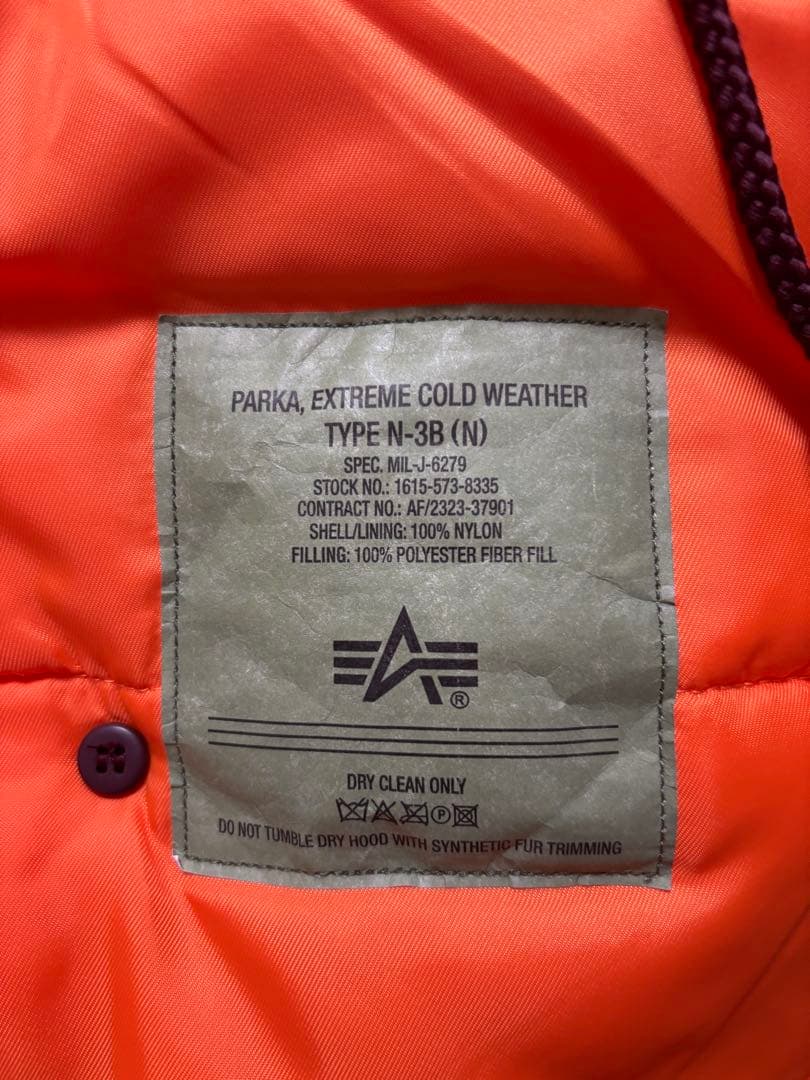 PARKA, EXTREME COLD WEATHER
TYPE N-3B (N)
SPEC. MIL-J-6279
STOCK NO.: 1615-573-8335
CONTRACT NO.: AF/2323-37901
SHELL/LINING: 100% NYLON
FILLING: 100% POLYESTER FIBER FILL
®
DRY CLEAN ONLY
P
DO NOT TUMBLE DRY HOOD WITH SYNTHETIC FUR TRIMMING